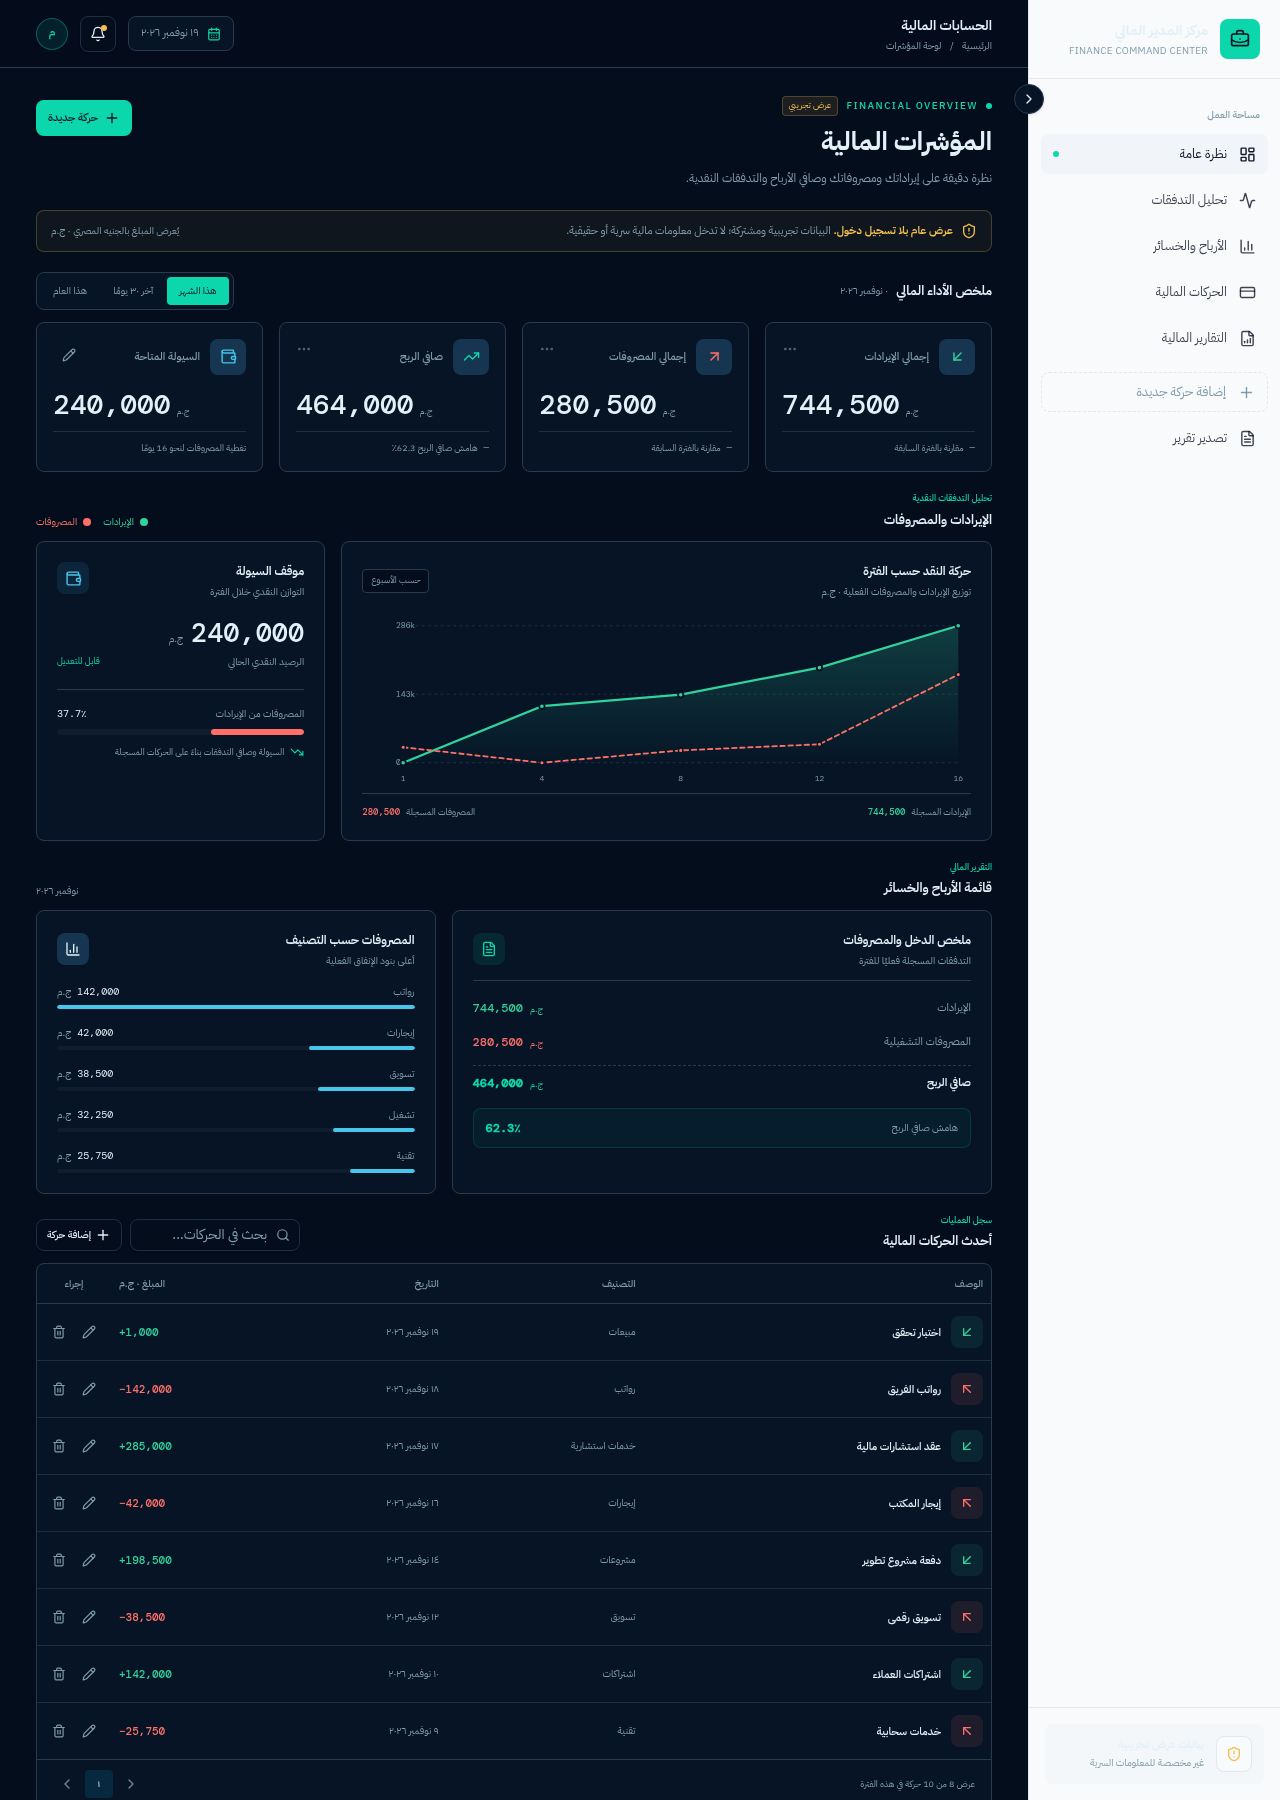 مركز المدير المالي
FINANCE COMMAND CENTER
مساحة العمل
نظرة عامة
تحليل التدفقات
الأرباح والخسائر
الحركات المالية
التقارير المالية
إضافة حركة جديدة
تصدير تقرير
بيانات عرض تجريبية
غير مخصصة للمعلومات السرية
الحسابات المالية
الرئيسية / لوحة المؤشرات
١٩ نوفمبر ٢٠٢٦
م
FINANCIAL OVERVIEW
عرض تجريبي
المؤشرات المالية
نظرة دقيقة على إيراداتك ومصروفاتك وصافي الأرباح والتدفقات النقدية.
حركة جديدة
عرض عام بلا تسجيل دخول. البيانات تجريبية ومشتركة؛ لا تدخل معلومات مالية سرية أو حقيقية.
يُعرض المبلغ بالجنيه المصري · ج.م
ملخص الأداء المالي · نوفمبر ٢٠٢٦
هذا الشهر
آخر ٣٠ يومًا
هذا العام
إجمالي الإيرادات
744,500 ج.م
— مقارنة بالفترة السابقة
إجمالي المصروفات
280,500 ج.م
— مقارنة بالفترة السابقة
صافي الربح
464,000 ج.م
— هامش صافي الربح 62.3٪
السيولة المتاحة
240,000 ج.م
تغطية المصروفات لنحو 16 يومًا
تحليل التدفقات النقدية
الإيرادات والمصروفات
الإيرادات
المصروفات
حركة النقد حسب الفترة
توزيع الإيرادات والمصروفات الفعلية · ج.م
حسب الأسبوع
286k
143k
0
1
4
8
12
16
الإيرادات المسجلة 744,500
المصروفات المسجلة 280,500
موقف السيولة
التوازن النقدي خلال الفترة
240,000 ج.م
الرصيد النقدي الحالي
قابل للتعديل
المصروفات من الإيرادات
37.7٪
السيولة وصافي التدفقات بناءً على الحركات المسجلة
التقرير المالي
قائمة الأرباح والخسائر
نوفمبر ٢٠٢٦
ملخص الدخل والمصروفات
التدفقات المسجلة فعليًا للفترة
الإيرادات
744,500 ج.م
المصروفات التشغيلية
280,500 ج.م
صافي الربح
464,000 ج.م
هامش صافي الربح
62.3٪
المصروفات حسب التصنيف
أعلى بنود الإنفاق الفعلية
رواتب
142,000 ج.م
إيجارات
42,000 ج.م
تسويق
38,500 ج.م
تشغيل
32,250 ج.م
تقنية
25,750 ج.م
سجل العمليات
أحدث الحركات المالية
بحث في الحركات...
إضافة حركة
الوصف التصنيف التاريخ المبلغ · ج.م إجراء
اختبار تحقق مبيعات ١٩ نوفمبر ٢٠٢٦ +1,000
رواتب الفريق رواتب ١٨ نوفمبر ٢٠٢٦ −142,000
عقد استشارات مالية خدمات استشارية ١٧ نوفمبر ٢٠٢٦ +285,000
إيجار المكتب إيجارات ١٦ نوفمبر ٢٠٢٦ −42,000
دفعة مشروع تطوير مشروعات ١٤ نوفمبر ٢٠٢٦ +198,500
تسويق رقمي تسويق ١٢ نوفمبر ٢٠٢٦ −38,500
اشتراكات العملاء اشتراكات ١٠ نوفمبر ٢٠٢٦ +142,000
خدمات سحابية تقنية ٩ نوفمبر ٢٠٢٦ −25,750
عرض 8 من 10 حركة في هذه الفترة
١